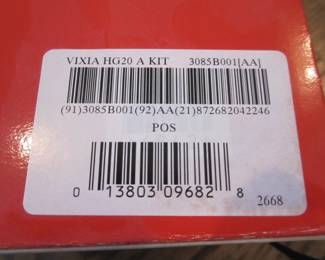 VIXIA HG20 A KIT 3085B001[AA]
(91)3085B001(92)AA(21)872682042246
POS
0 13803 09682 8
2668